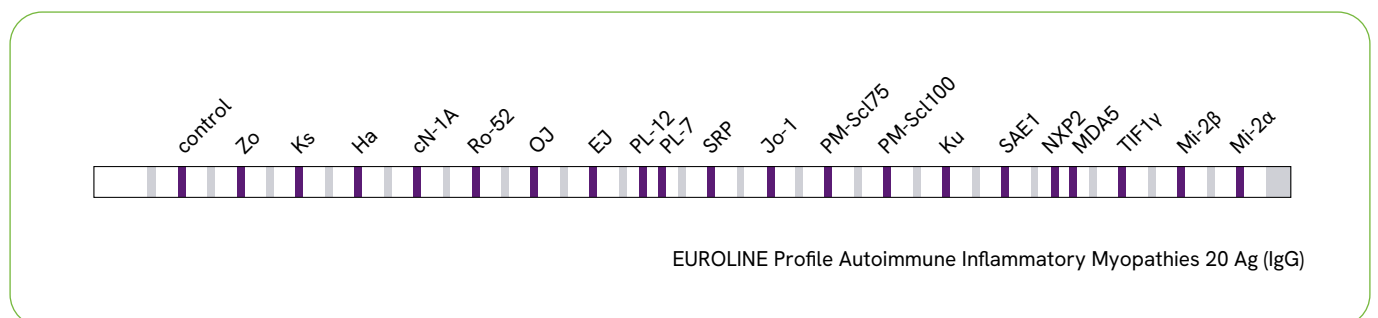 control Zo Ks Ha cN-1A Ro-52 OJ EJ PL-12 PL-7 SRP Jo-1 PM-Scl75 PM-Scl100 Ku SAE1 NXP2 MDA5 TIF1γ Mi-2β Mi-2α
EUROLINE Profile Autoimmune Inflammatory Myopathies 20 Ag (IgG)